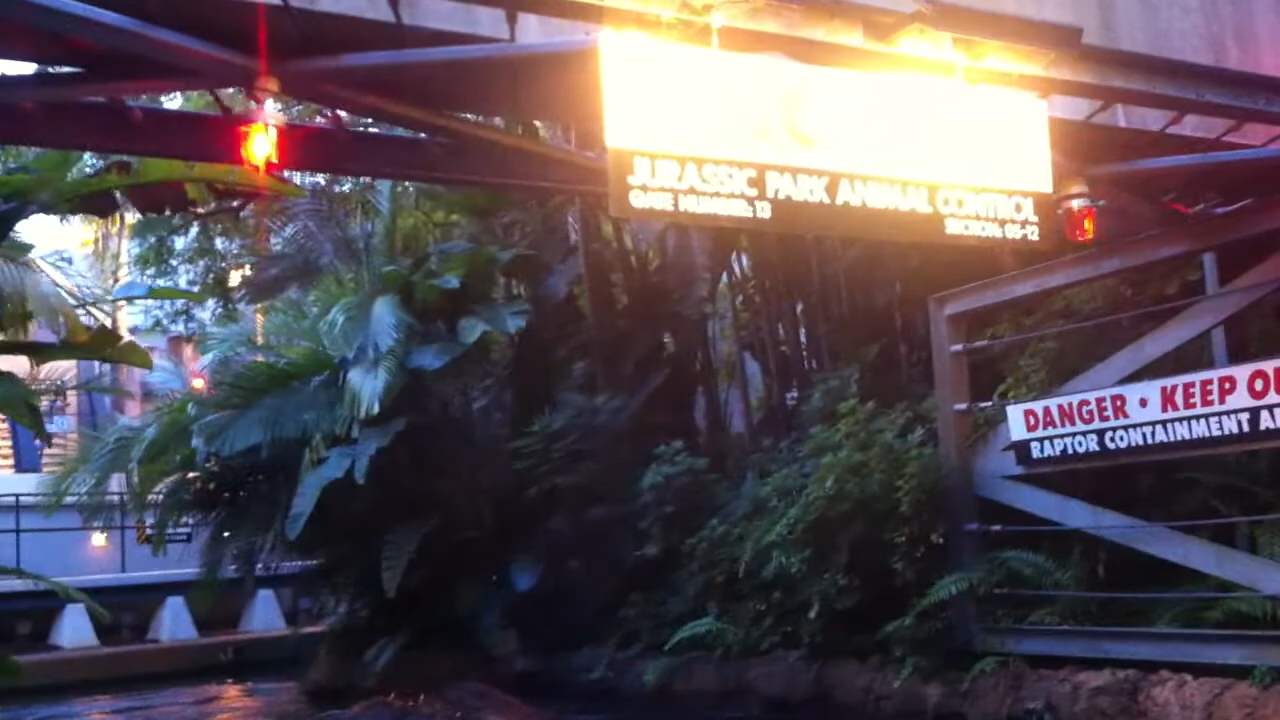 JURASSIC PARK ANIMAL CONTROL
GATE NUMBER: 13
SECTION: 05-12
DANGER • KEEP
RAPTOR CONTAINMENT